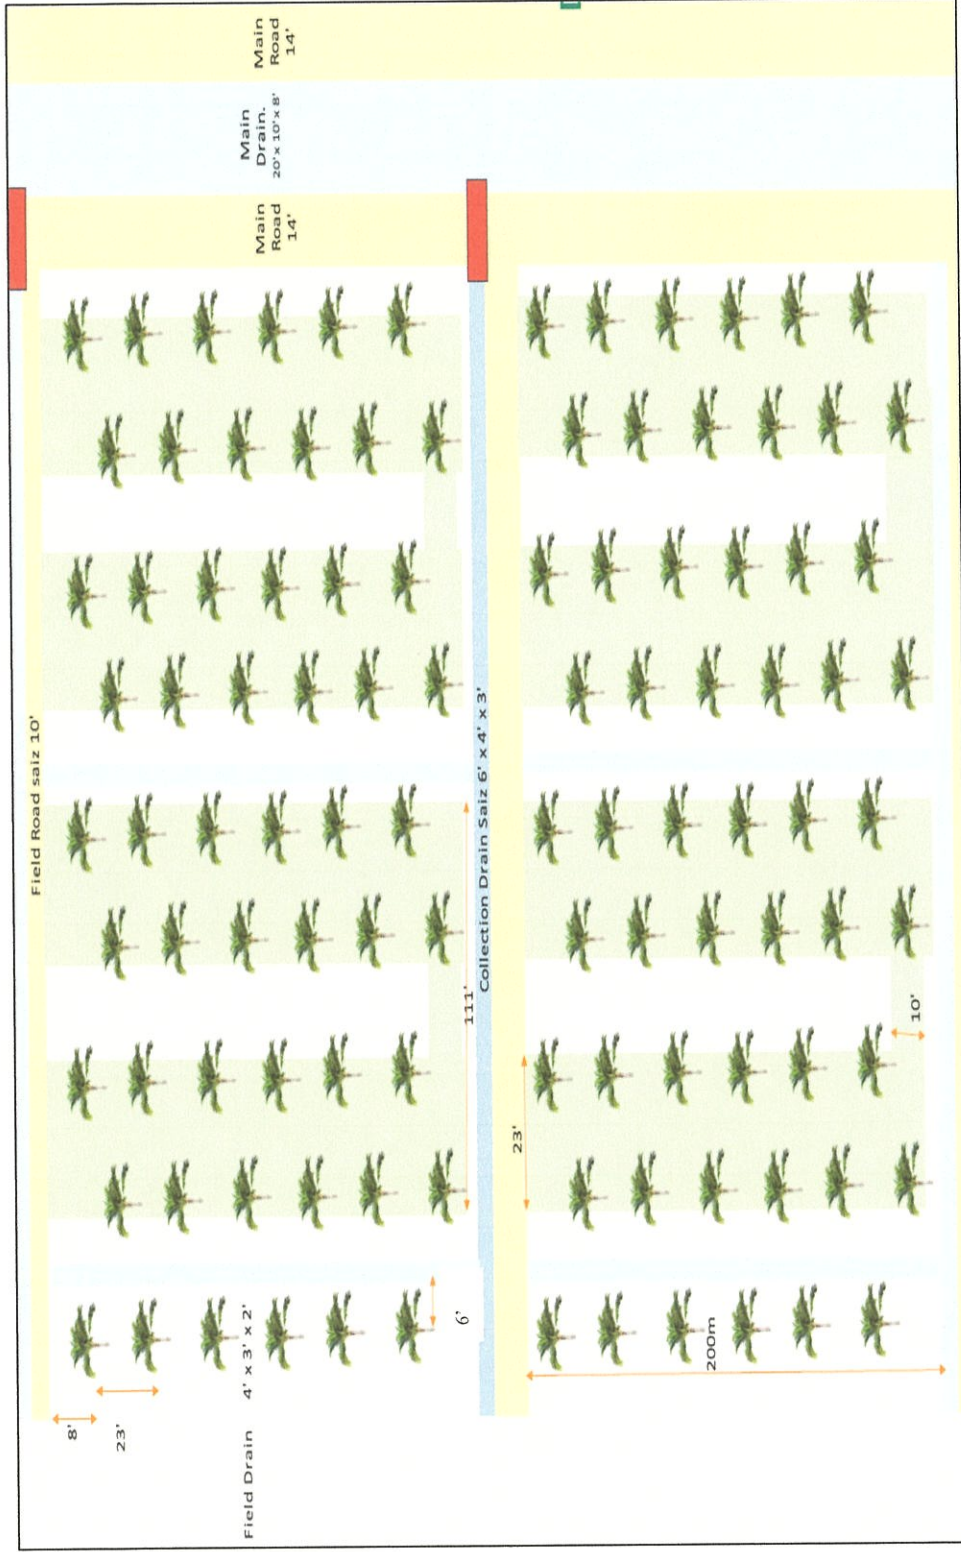 Main
Road
14'
Main
Drain.
20'x 10'x 8'
Main
Road
14'
Field Road saiz 10'
Collection Drain Saiz 6' x 4' x 3'
111'
23'
10'
6'
200m
8'
23'
Field Drain 4' x 3' x 2'